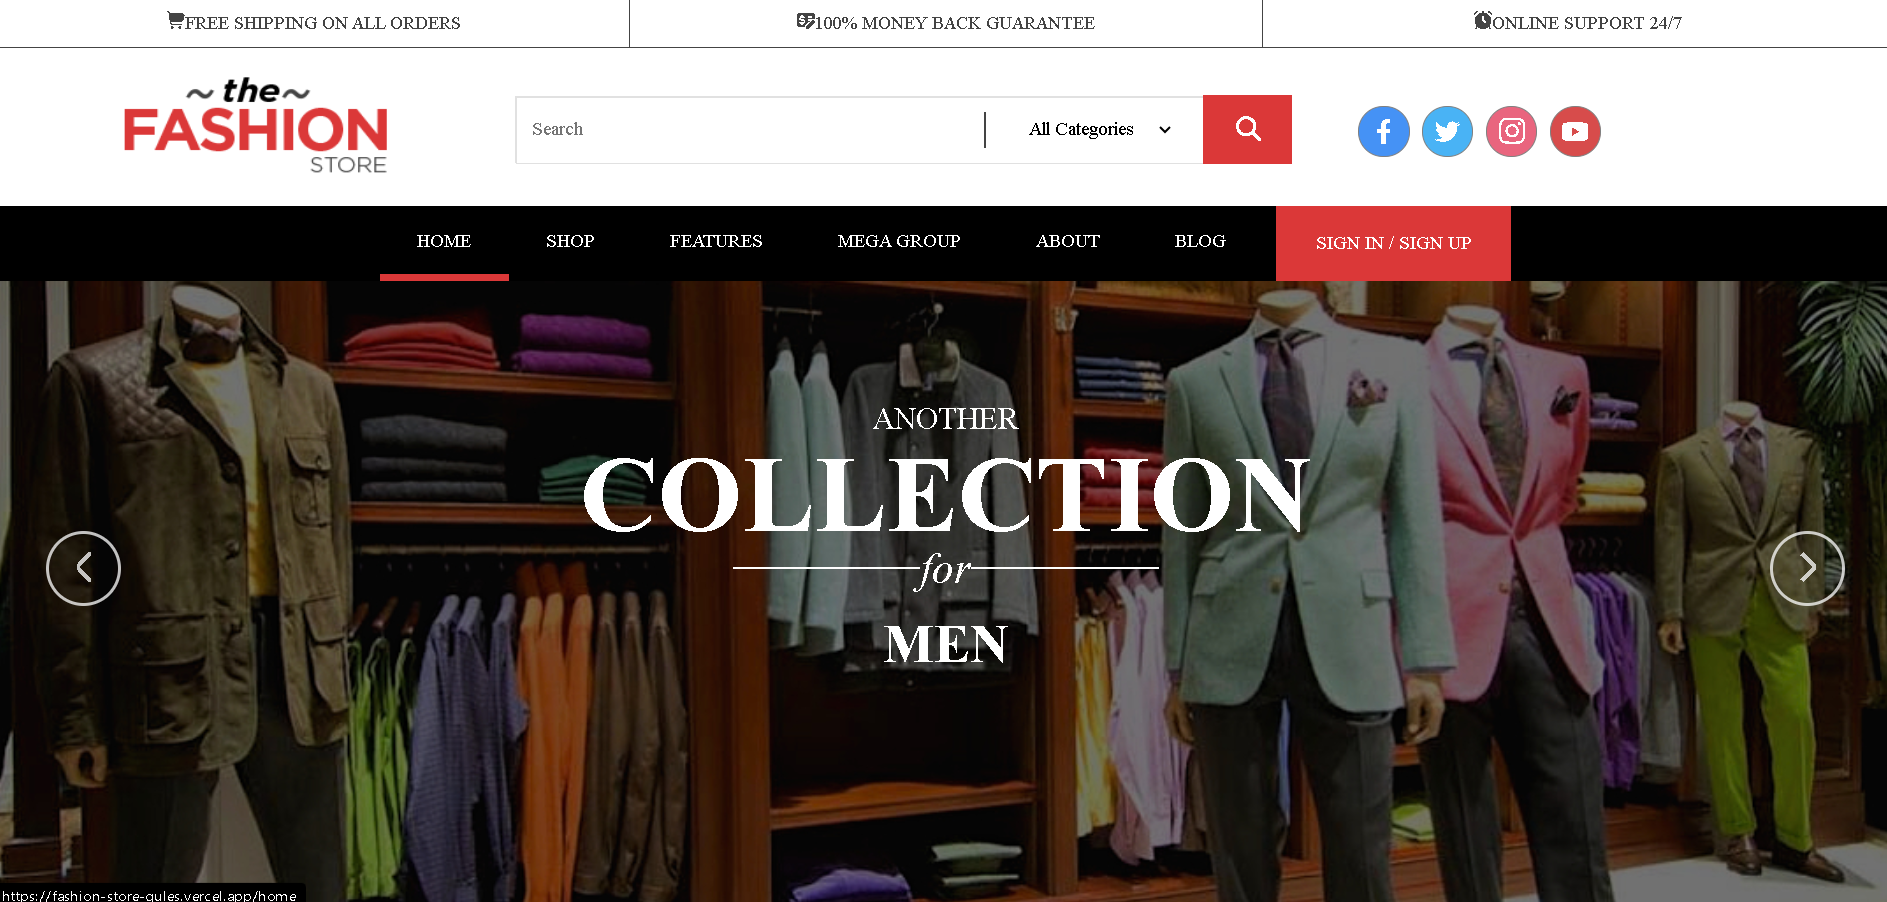 FREE SHIPPING ON ALL ORDERS
100% MONEY BACK GUARANTEE
ONLINE SUPPORT 24/7
~the~
FASHION
STORE
Search
All Categories
HOME
SHOP
FEATURES
MEGA GROUP
ABOUT
BLOG
SIGN IN / SIGN UP
ANOTHER
COLLECTION
for
MEN
https://fashion-store-gules.vercel.app/home